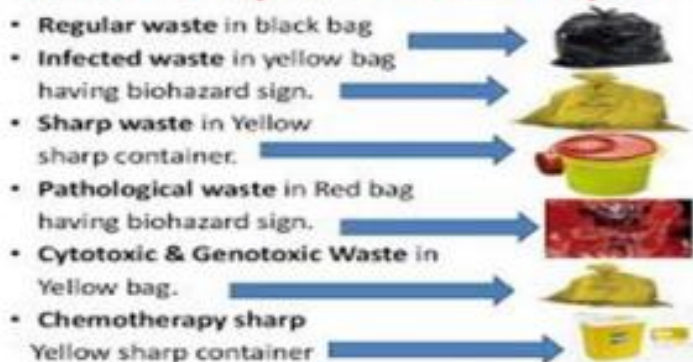 • Regular waste in black bag
• Infected waste in yellow bag
having biohazard sign.
• Sharp waste in Yellow
sharp container.
• Pathological waste in Red bag
having biohazard sign.
• Cytotoxic & Genotoxic Waste in
Yellow bag.
• Chemotherapy sharp
Yellow sharp container